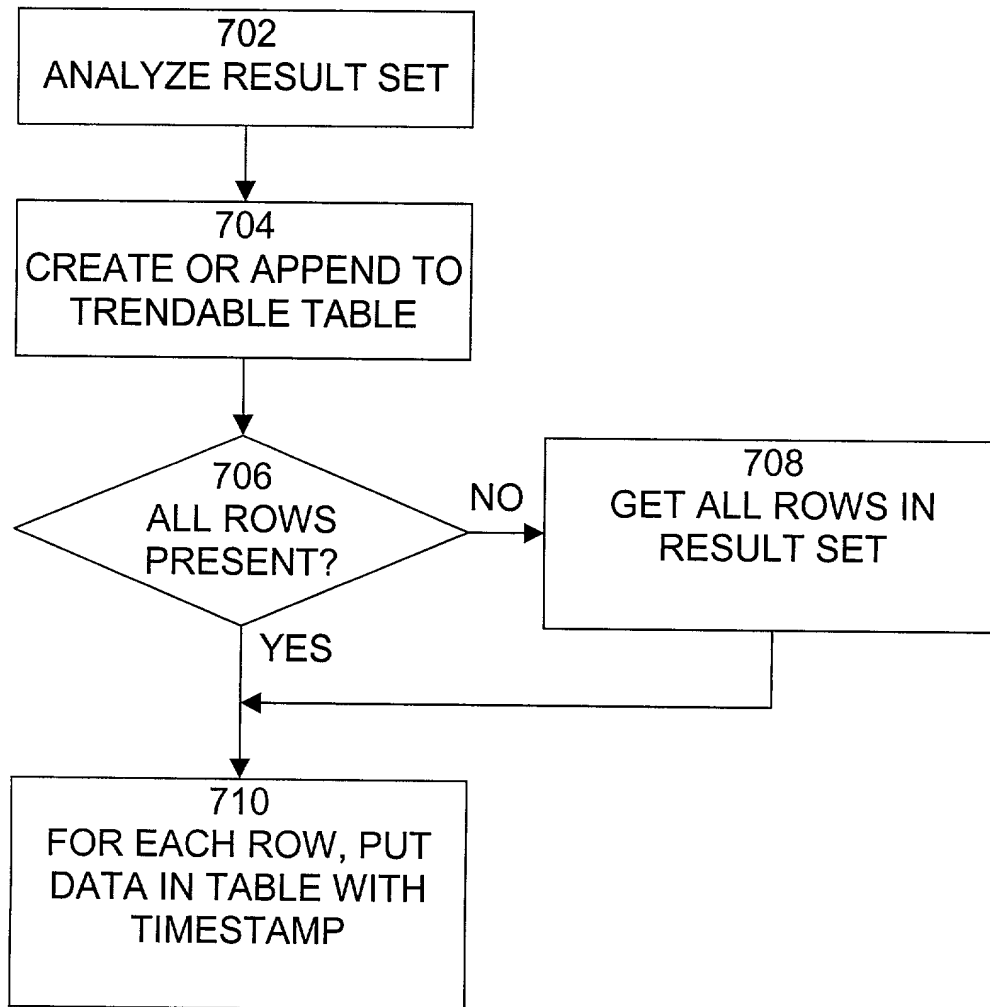 702
ANALYZE RESULT SET
704
CREATE OR APPEND TO
TRENDABLE TABLE
706
ALL ROWS
PRESENT?
NO
708
GET ALL ROWS IN
RESULT SET
YES
710
FOR EACH ROW, PUT
DATA IN TABLE WITH
TIMESTAMP